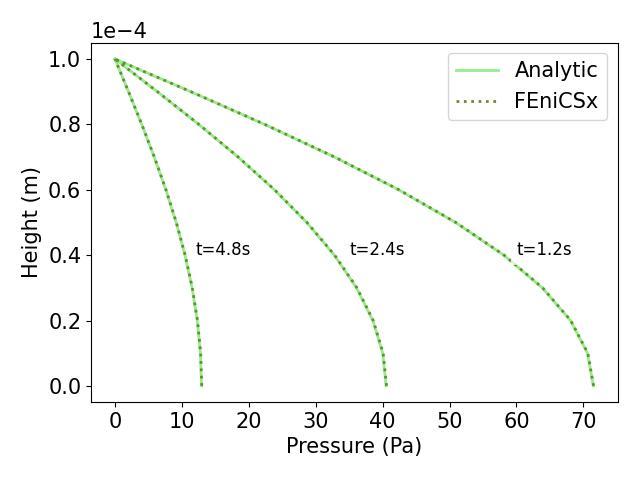 1e−4
1.0
0.8
0.6
0.4
0.2
0.0
Height (m)
Analytic
FEniCSx
t=4.8s
t=2.4s
t=1.2s
0 10 20 30 40 50 60 70
Pressure (Pa)